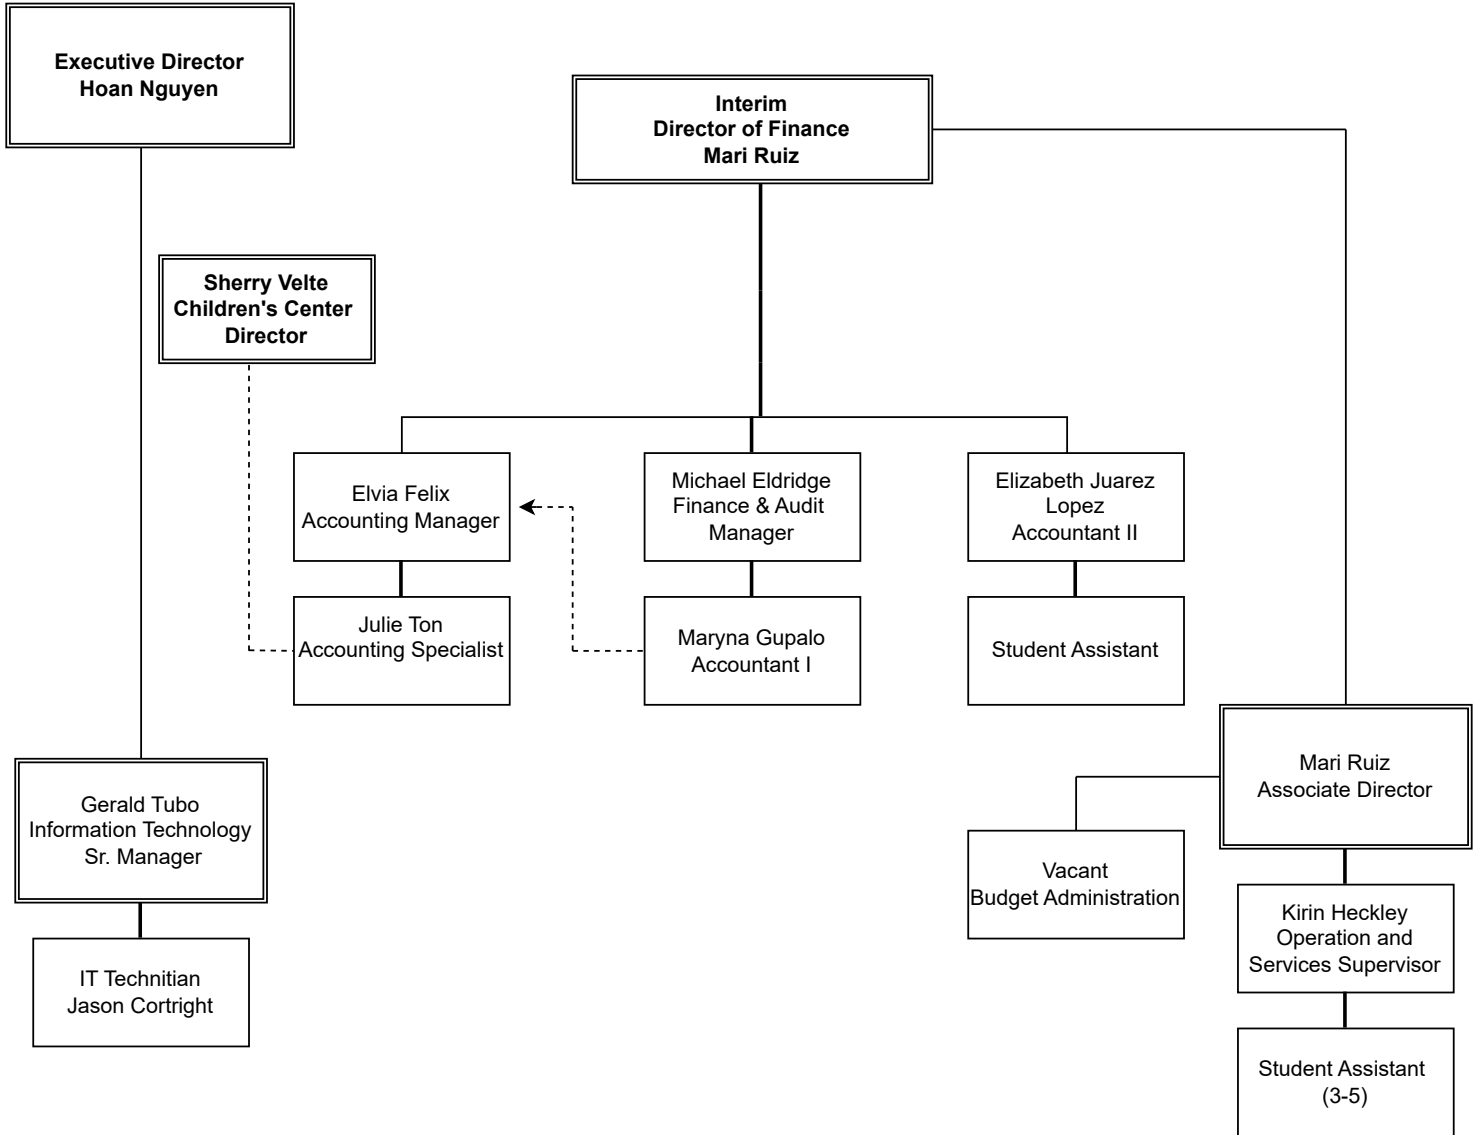 Executive Director
Hoan Nguyen
Interim
Director of Finance
Mari Ruiz
Sherry Velte
Children's Center
Director
Elvia Felix
Accounting Manager
Michael Eldridge
Finance & Audit
Manager
Elizabeth Juarez
Lopez
Accountant II
Julie Ton
Accounting Specialist
Maryna Gupalo
Accountant I
Student Assistant
Mari Ruiz
Associate Director
Gerald Tubo
Information Technology
Sr. Manager
Vacant
Budget Administration
Kirin Heckley
Operation and
Services Supervisor
IT Technitian
Jason Cortright
Student Assistant
(3-5)